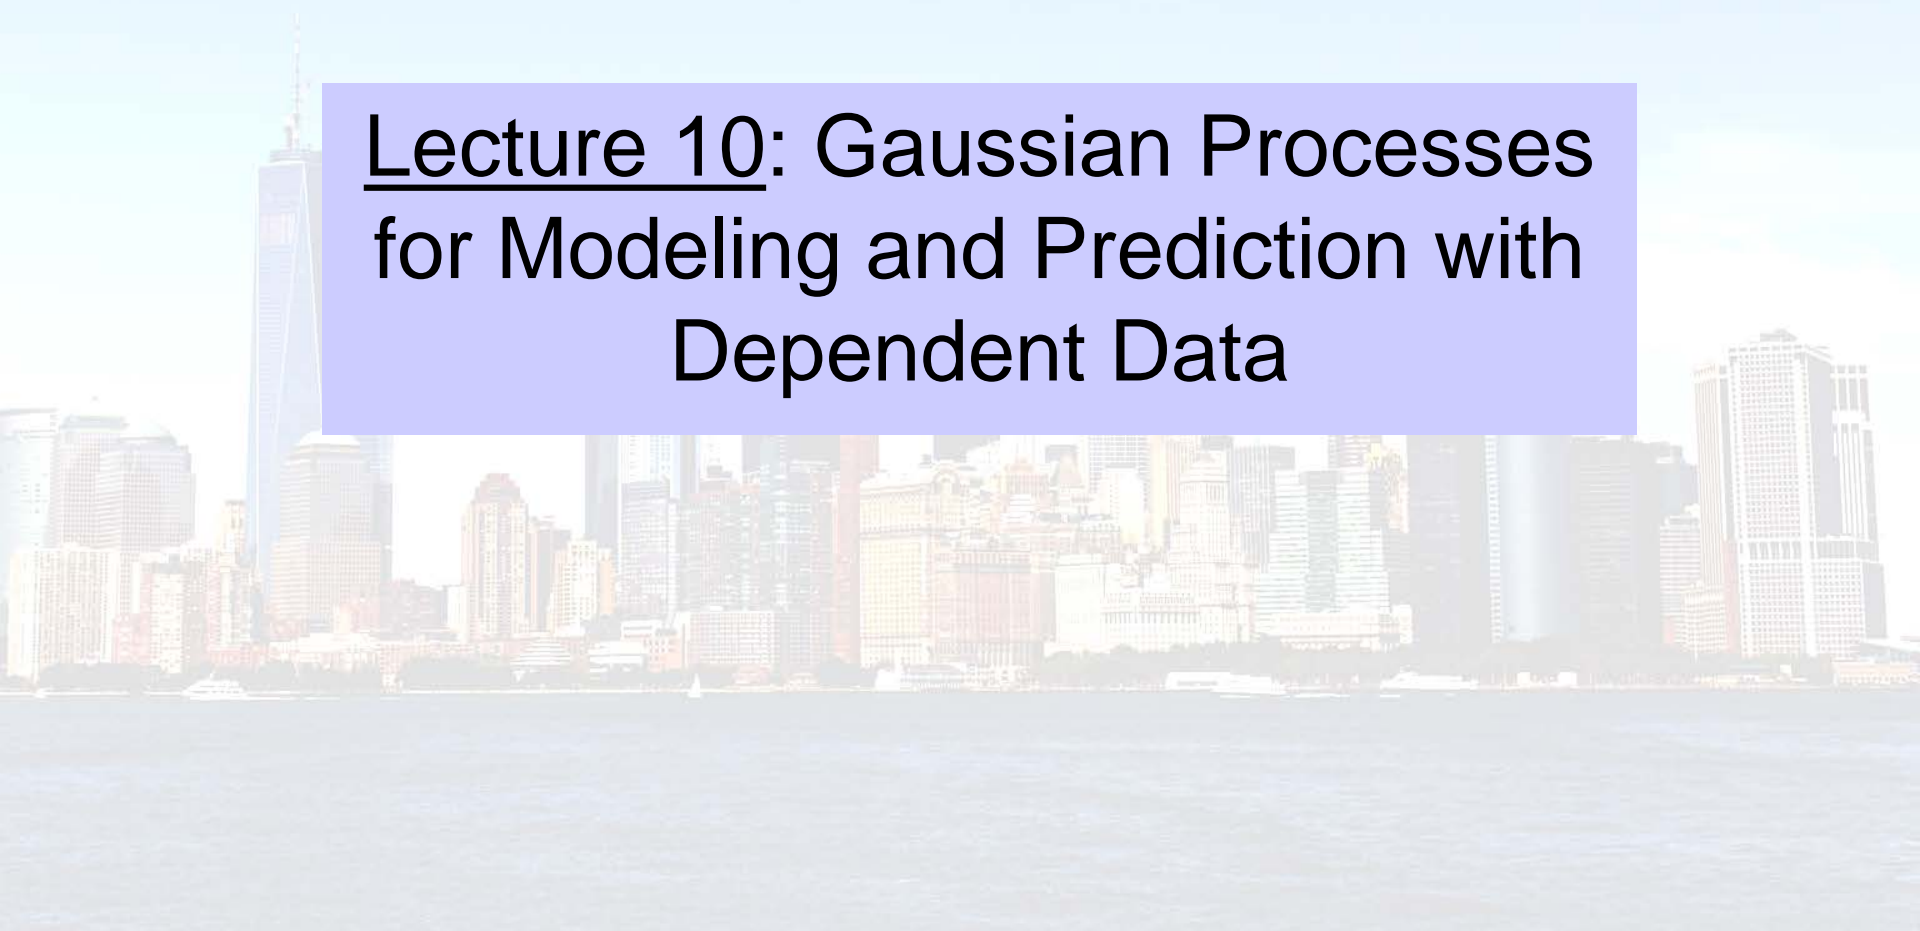 Lecture 10: Gaussian Processes
for Modeling and Prediction with
Dependent Data